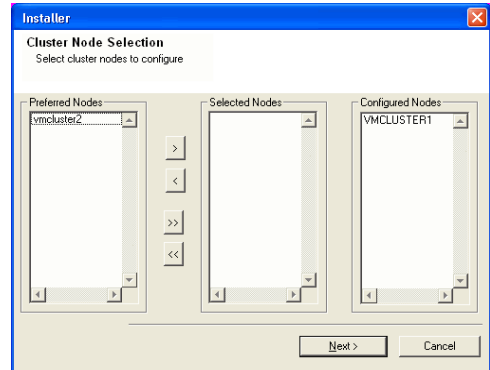 Installer
Cluster Node Selection
Select cluster nodes to configure
Preferred Nodes
vmcluster2
>
<
>>
<<
Selected Nodes
Configured Nodes
VMCLUSTER1
Next >
Cancel